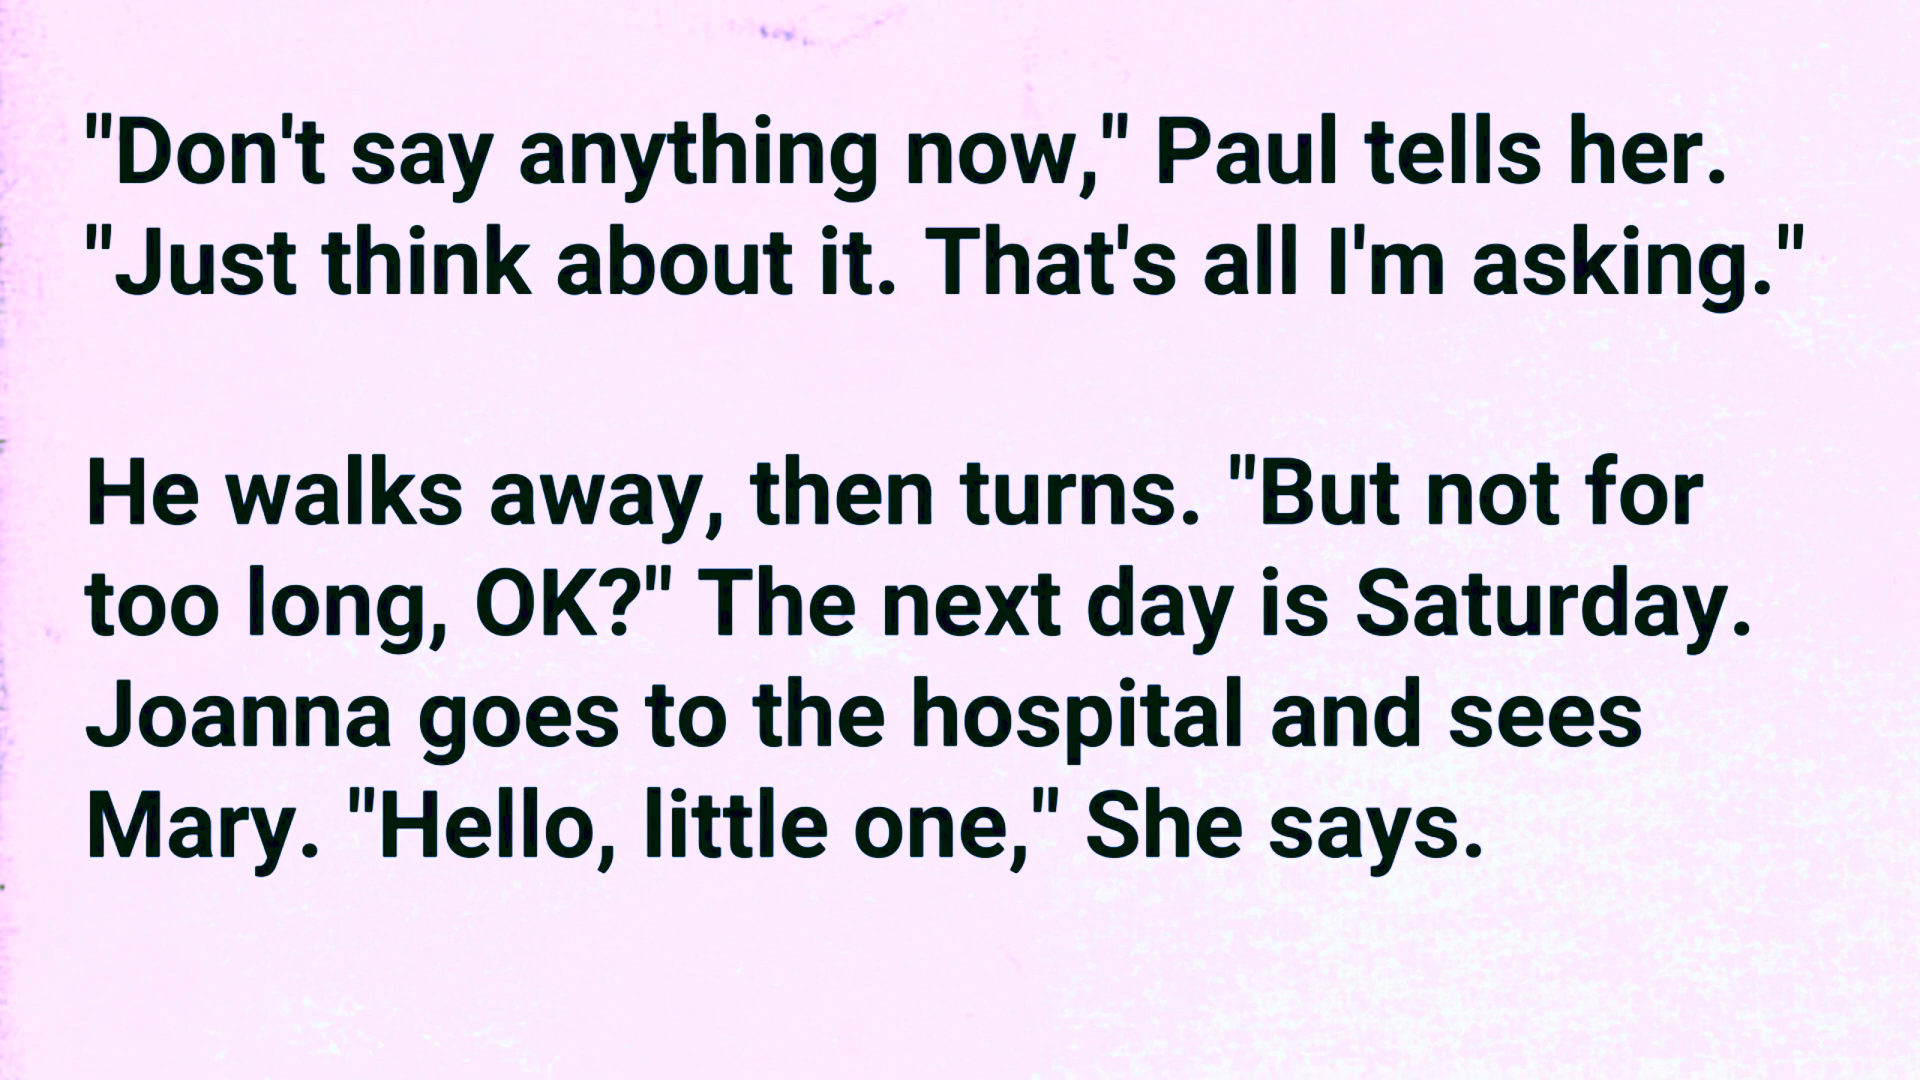 "Don't say anything now," Paul tells her.
"Just think about it. That's all I'm asking."
He walks away, then turns. "But not for
too long, OK?" The next day is Saturday.
Joanna goes to the hospital and sees
Mary. "Hello, little one," She says.